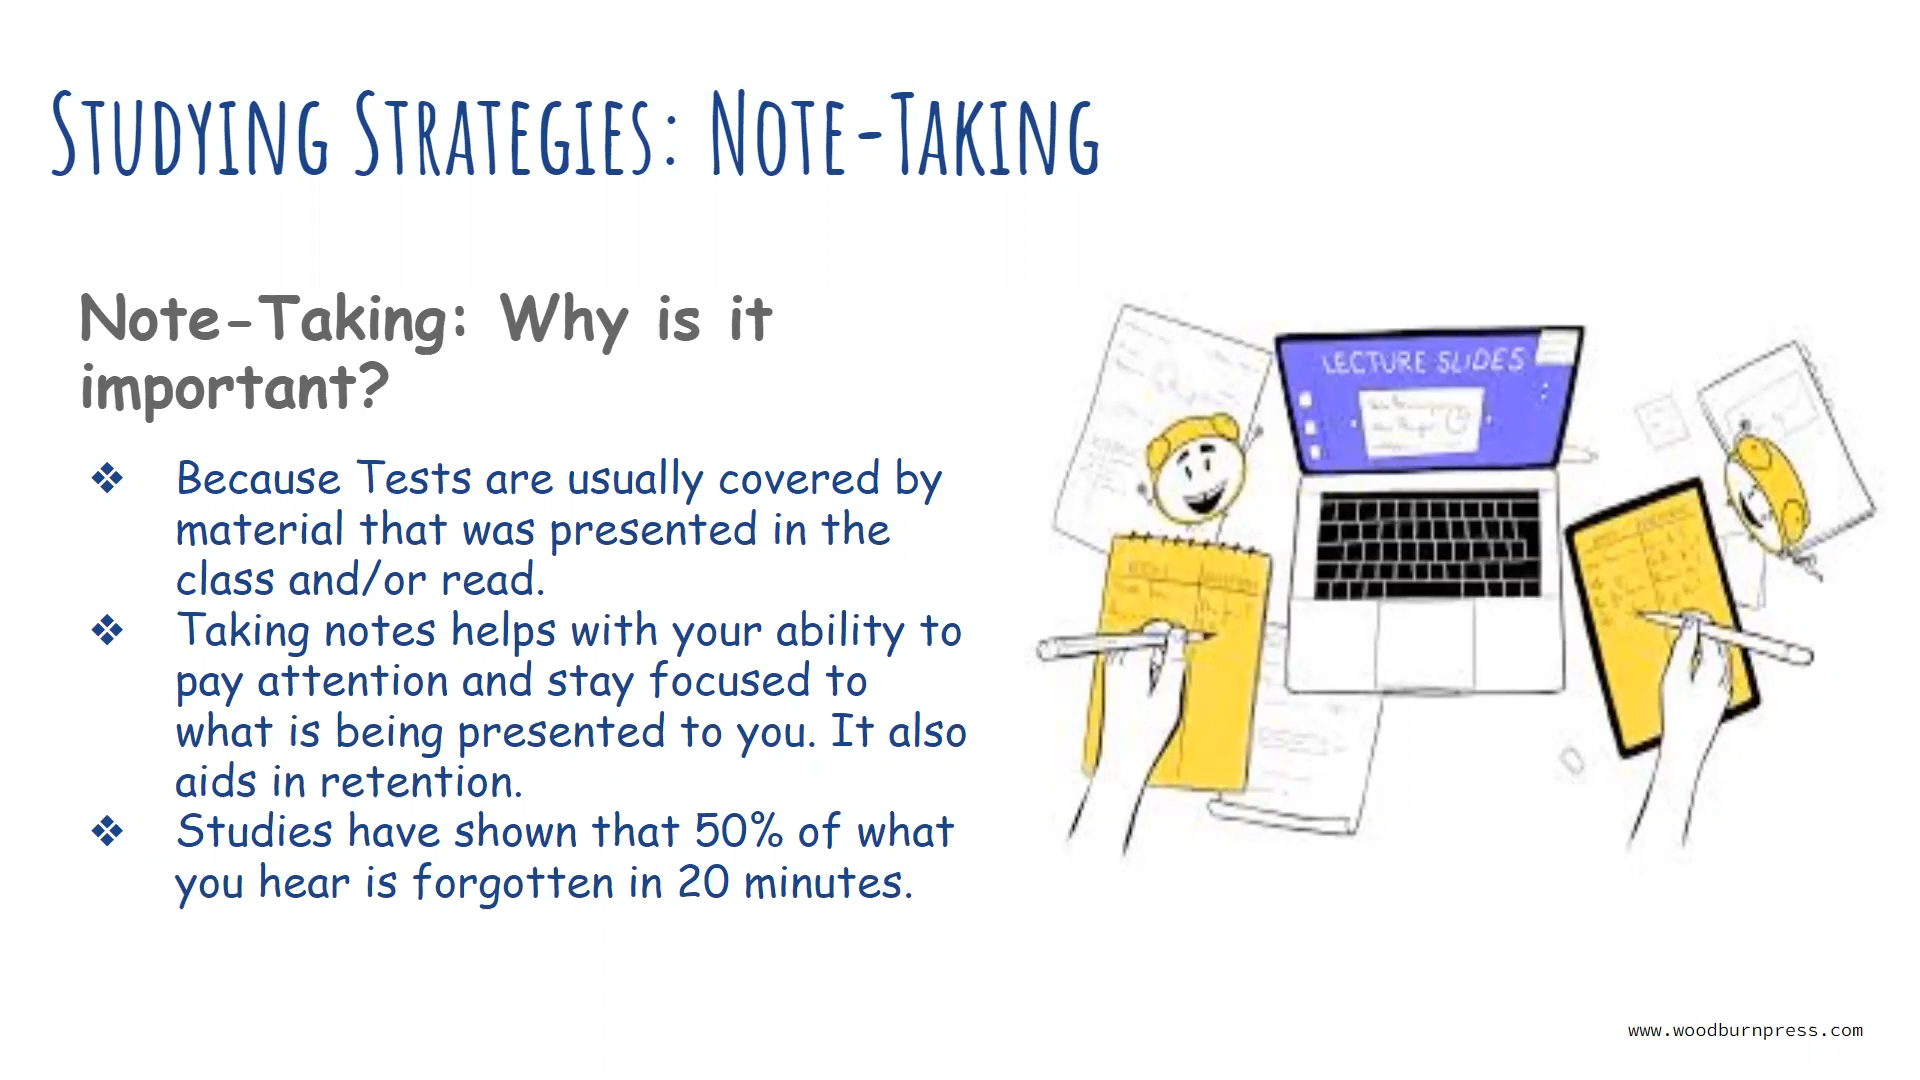 Studying Strategies: Note-Taking
Note-Taking: Why is it
important?
❖ Because Tests are usually covered by
material that was presented in the
class and/or read.
❖ Taking notes helps with your ability to
pay attention and stay focused to
what is being presented to you. It also
aids in retention.
❖ Studies have shown that 50% of what
you hear is forgotten in 20 minutes.
LECTURE SLIDES
www.woodburnpress.com